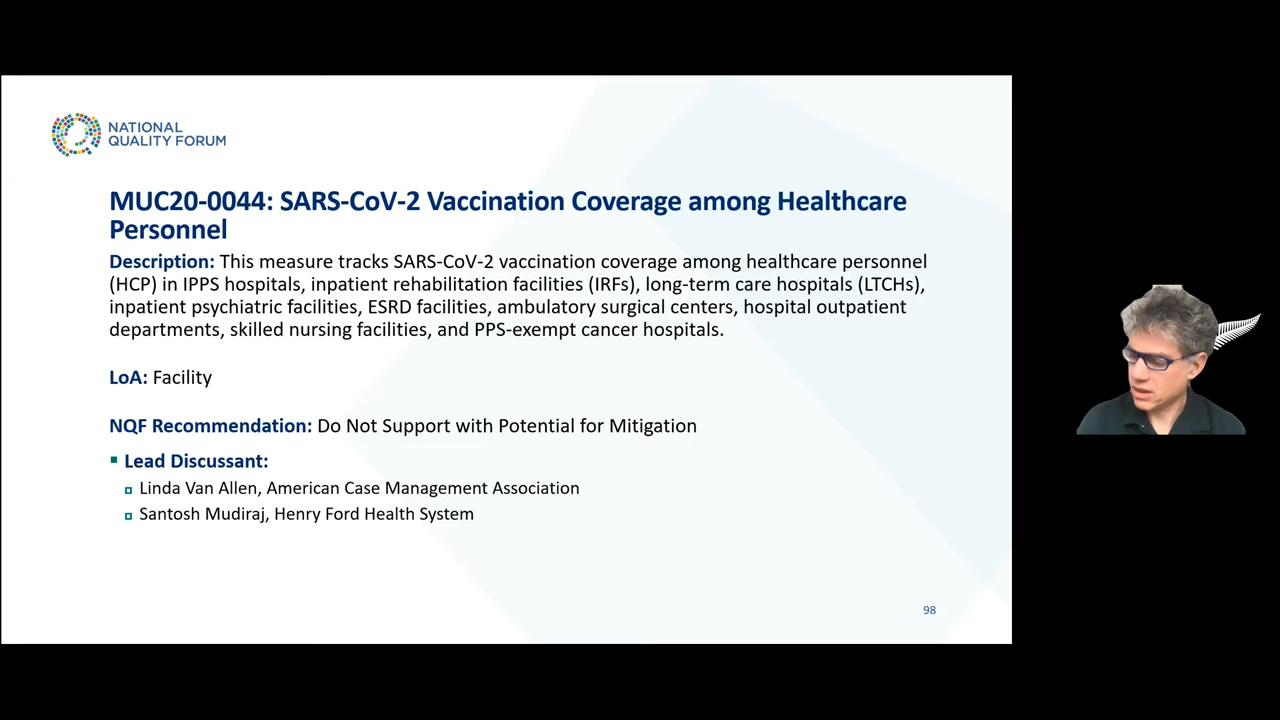 NATIONAL
QUALITY FORUM
MUC20-0044: SARS-CoV-2 Vaccination Coverage among Healthcare
Personnel
Description: This measure tracks SARS-CoV-2 vaccination coverage among healthcare personnel
(HCP) in IPPS hospitals, inpatient rehabilitation facilities (IRFs), long-term care hospitals (LTCHs),
inpatient psychiatric facilities, ESRD facilities, ambulatory surgical centers, hospital outpatient
departments, skilled nursing facilities, and PPS-exempt cancer hospitals.
LoA: Facility
NQF Recommendation: Do Not Support with Potential for Mitigation
Lead Discussant:
Linda Van Allen, American Case Management Association
Santosh Mudiraj, Henry Ford Health System
98